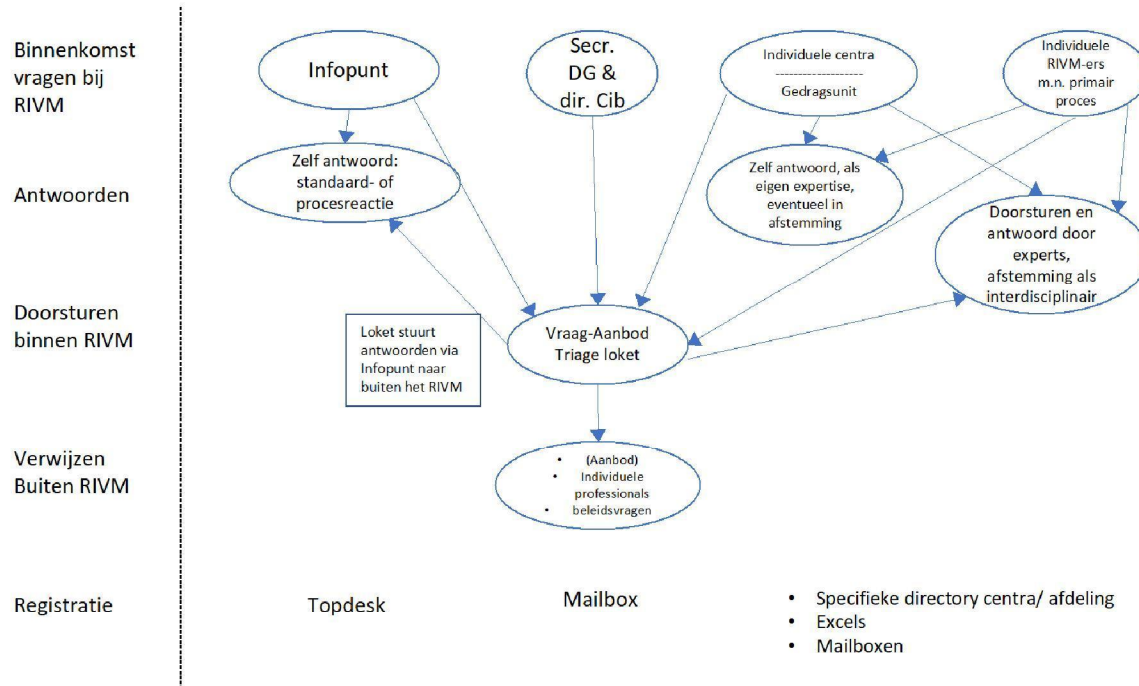 Binnenkomst
vragen bij
RIVM
Infopunt
Secr.
DG &
dir. Cib
Individuele centra
-------------------
Gedragsunit
Individuele
RIVM-ers
m.n. primair
proces
Antwoorden
Zelf antwoord:
standaard- of
procesreactie
Zelf antwoord, als
eigen expertise,
eventueel in
afstemming
Doorsturen en
antwoord door
experts,
afstemming als
interdisciplinair
Doorsturen
binnen RIVM
Loket stuurt
antwoorden via
Infopunt naar
buiten het RIVM
Vraag-Aanbod
Triage loket
Verwijzen
Buiten RIVM
• (Aanbod)
• Individuele
professionals
• beleidsvragen
Registratie
Topdesk
Mailbox
• Specifieke directory centra/ afdeling
• Excels
• Mailboxen